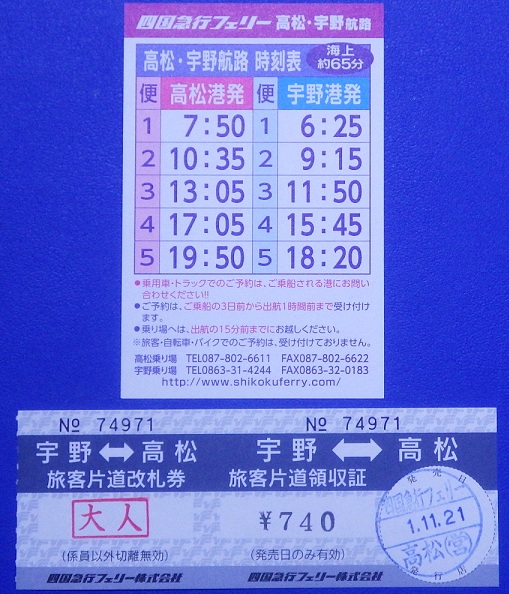 四国急行フェリー 高松・宇野航路
高松・宇野航路 時刻表
海上
約65分
便 高松港発 便 宇野港発
1 7:50 1 6:25
2 10:35 2 9:15
3 13:05 3 11:50
4 17:05 4 15:45
5 19:50 5 18:20
●乗用車・トラックでのご予約は、ご乗船される港にお問い
合わせください!!
●ご予約は、ご乗船の3日前から出航1時間前まで受け付け
ます。
●乗り場へは、出航の15分前までにお越しください。
※旅客・自転車・バイクでのご予約は、受け付けておりません。
高松乗り場 TEL087-802-6611 FAX087-802-6622
宇野乗り場 TEL0863-31-4244 FAX0863-32-0183
http://www.shikokuferry.com/
№ 74971
宇野⟷高松
旅客片道改札券
大人
(係員以外切離無効)
四国急行フェリー株式会社
№ 74971
宇野⟷高松
旅客片道領収証
¥740
(発売日のみ有効)
四国急行フェリー株式会社
発売日
四国急行フェリー
1.11.21
高松(営)
発行店